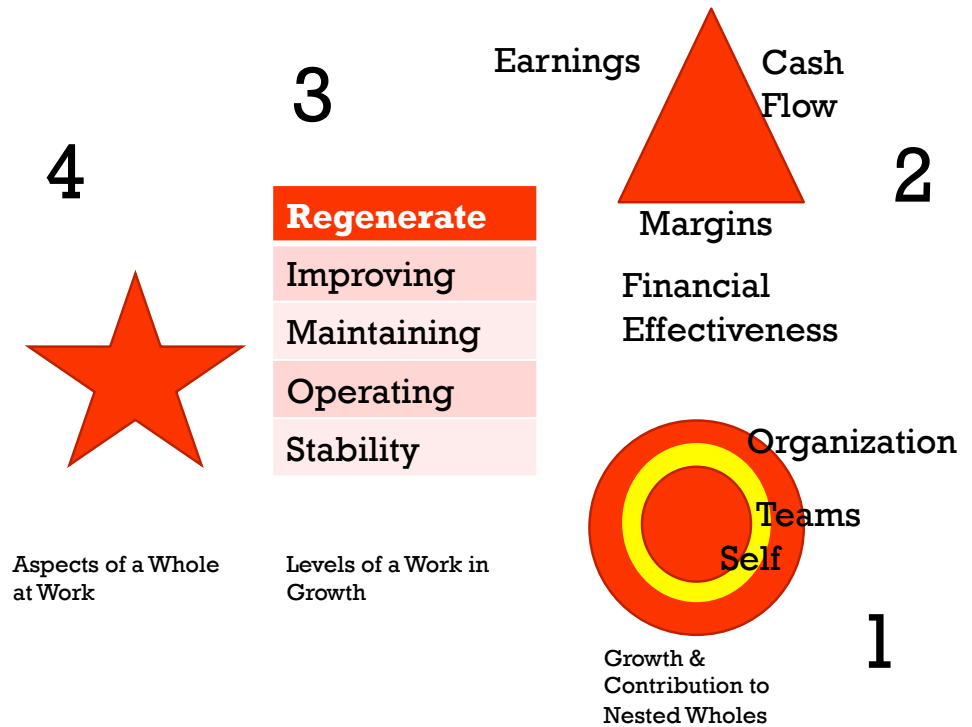 Earnings
Cash
Flow
3
4
2
Regenerate
Margins
Improving
Financial
Effectiveness
Maintaining
Operating
Stability
Organization
Teams
Self
Aspects of a Whole
at Work
Levels of a Work in
Growth
1
Growth &
Contribution to
Nested Wholes